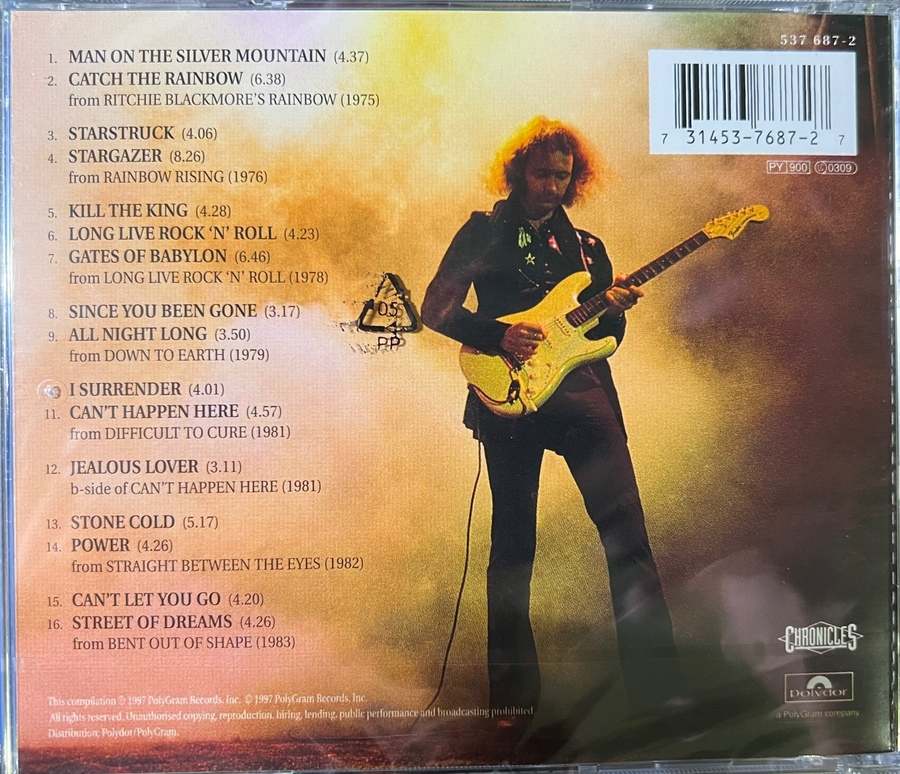 1. MAN ON THE SILVER MOUNTAIN (4.37)
2. CATCH THE RAINBOW (6.38)
from RITCHIE BLACKMORE'S RAINBOW (1975)
3. STARSTRUCK (4.06)
4. STARGAZER (8.26)
from RAINBOW RISING (1976)
5. KILL THE KING (4.28)
6. LONG LIVE ROCK 'N' ROLL (4.23)
7. GATES OF BABYLON (6.46)
from LONG LIVE ROCK 'N' ROLL (1978)
8. SINCE YOU BEEN GONE (3.17)
9. ALL NIGHT LONG (3.50)
from DOWN TO EARTH (1979)
I SURRENDER (4.01)
11. CAN'T HAPPEN HERE (4.57)
from DIFFICULT TO CURE (1981)
12. JEALOUS LOVER (3.11)
b-side of CAN'T HAPPEN HERE (1981)
13. STONE COLD (5.17)
14. POWER (4.26)
from STRAIGHT BETWEEN THE EYES (1982)
15. CAN'T LET YOU GO (4.20)
16. STREET OF DREAMS (4.26)
from BENT OUT OF SHAPE (1983)
This compilation ℗ 1997 PolyGram Records, Inc. © 1997 PolyGram Records, Inc.
All rights reserved. Unauthorised copying, reproduction, hiring, lending, public performance and broadcasting prohibited
Distribution: Polydor/PolyGram.
537 687-2
7 31453-7687-2 7
PY 900 0309
05
PP
CHRONICLES
Polydor
a PolyGram company